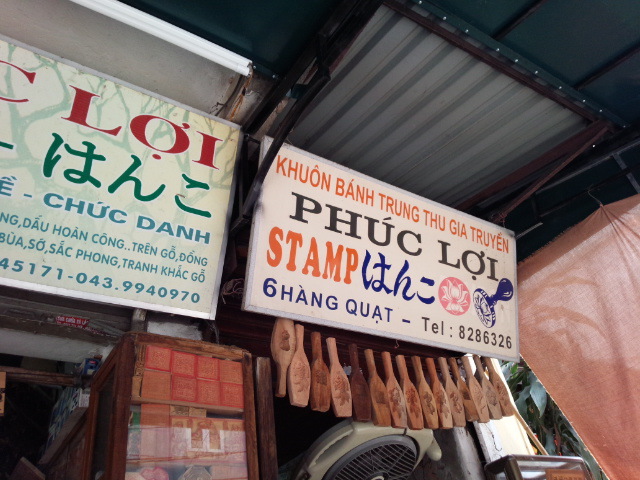 C LỢI
はんこ
Ề - CHỨC DANH
NG,DẤU HOÀN CÔNG..TRÊN GỖ,ĐỒNG
BÙA,SỚ,SẮC PHONG,TRANH KHẮC GỖ
45171-043.9940970
KHUÔN BÁNH TRUNG THU GIA TRUYỀN
PHÚC LỢI
STAMP はんこ
6 HÀNG QUẠT - Tel : 8286326